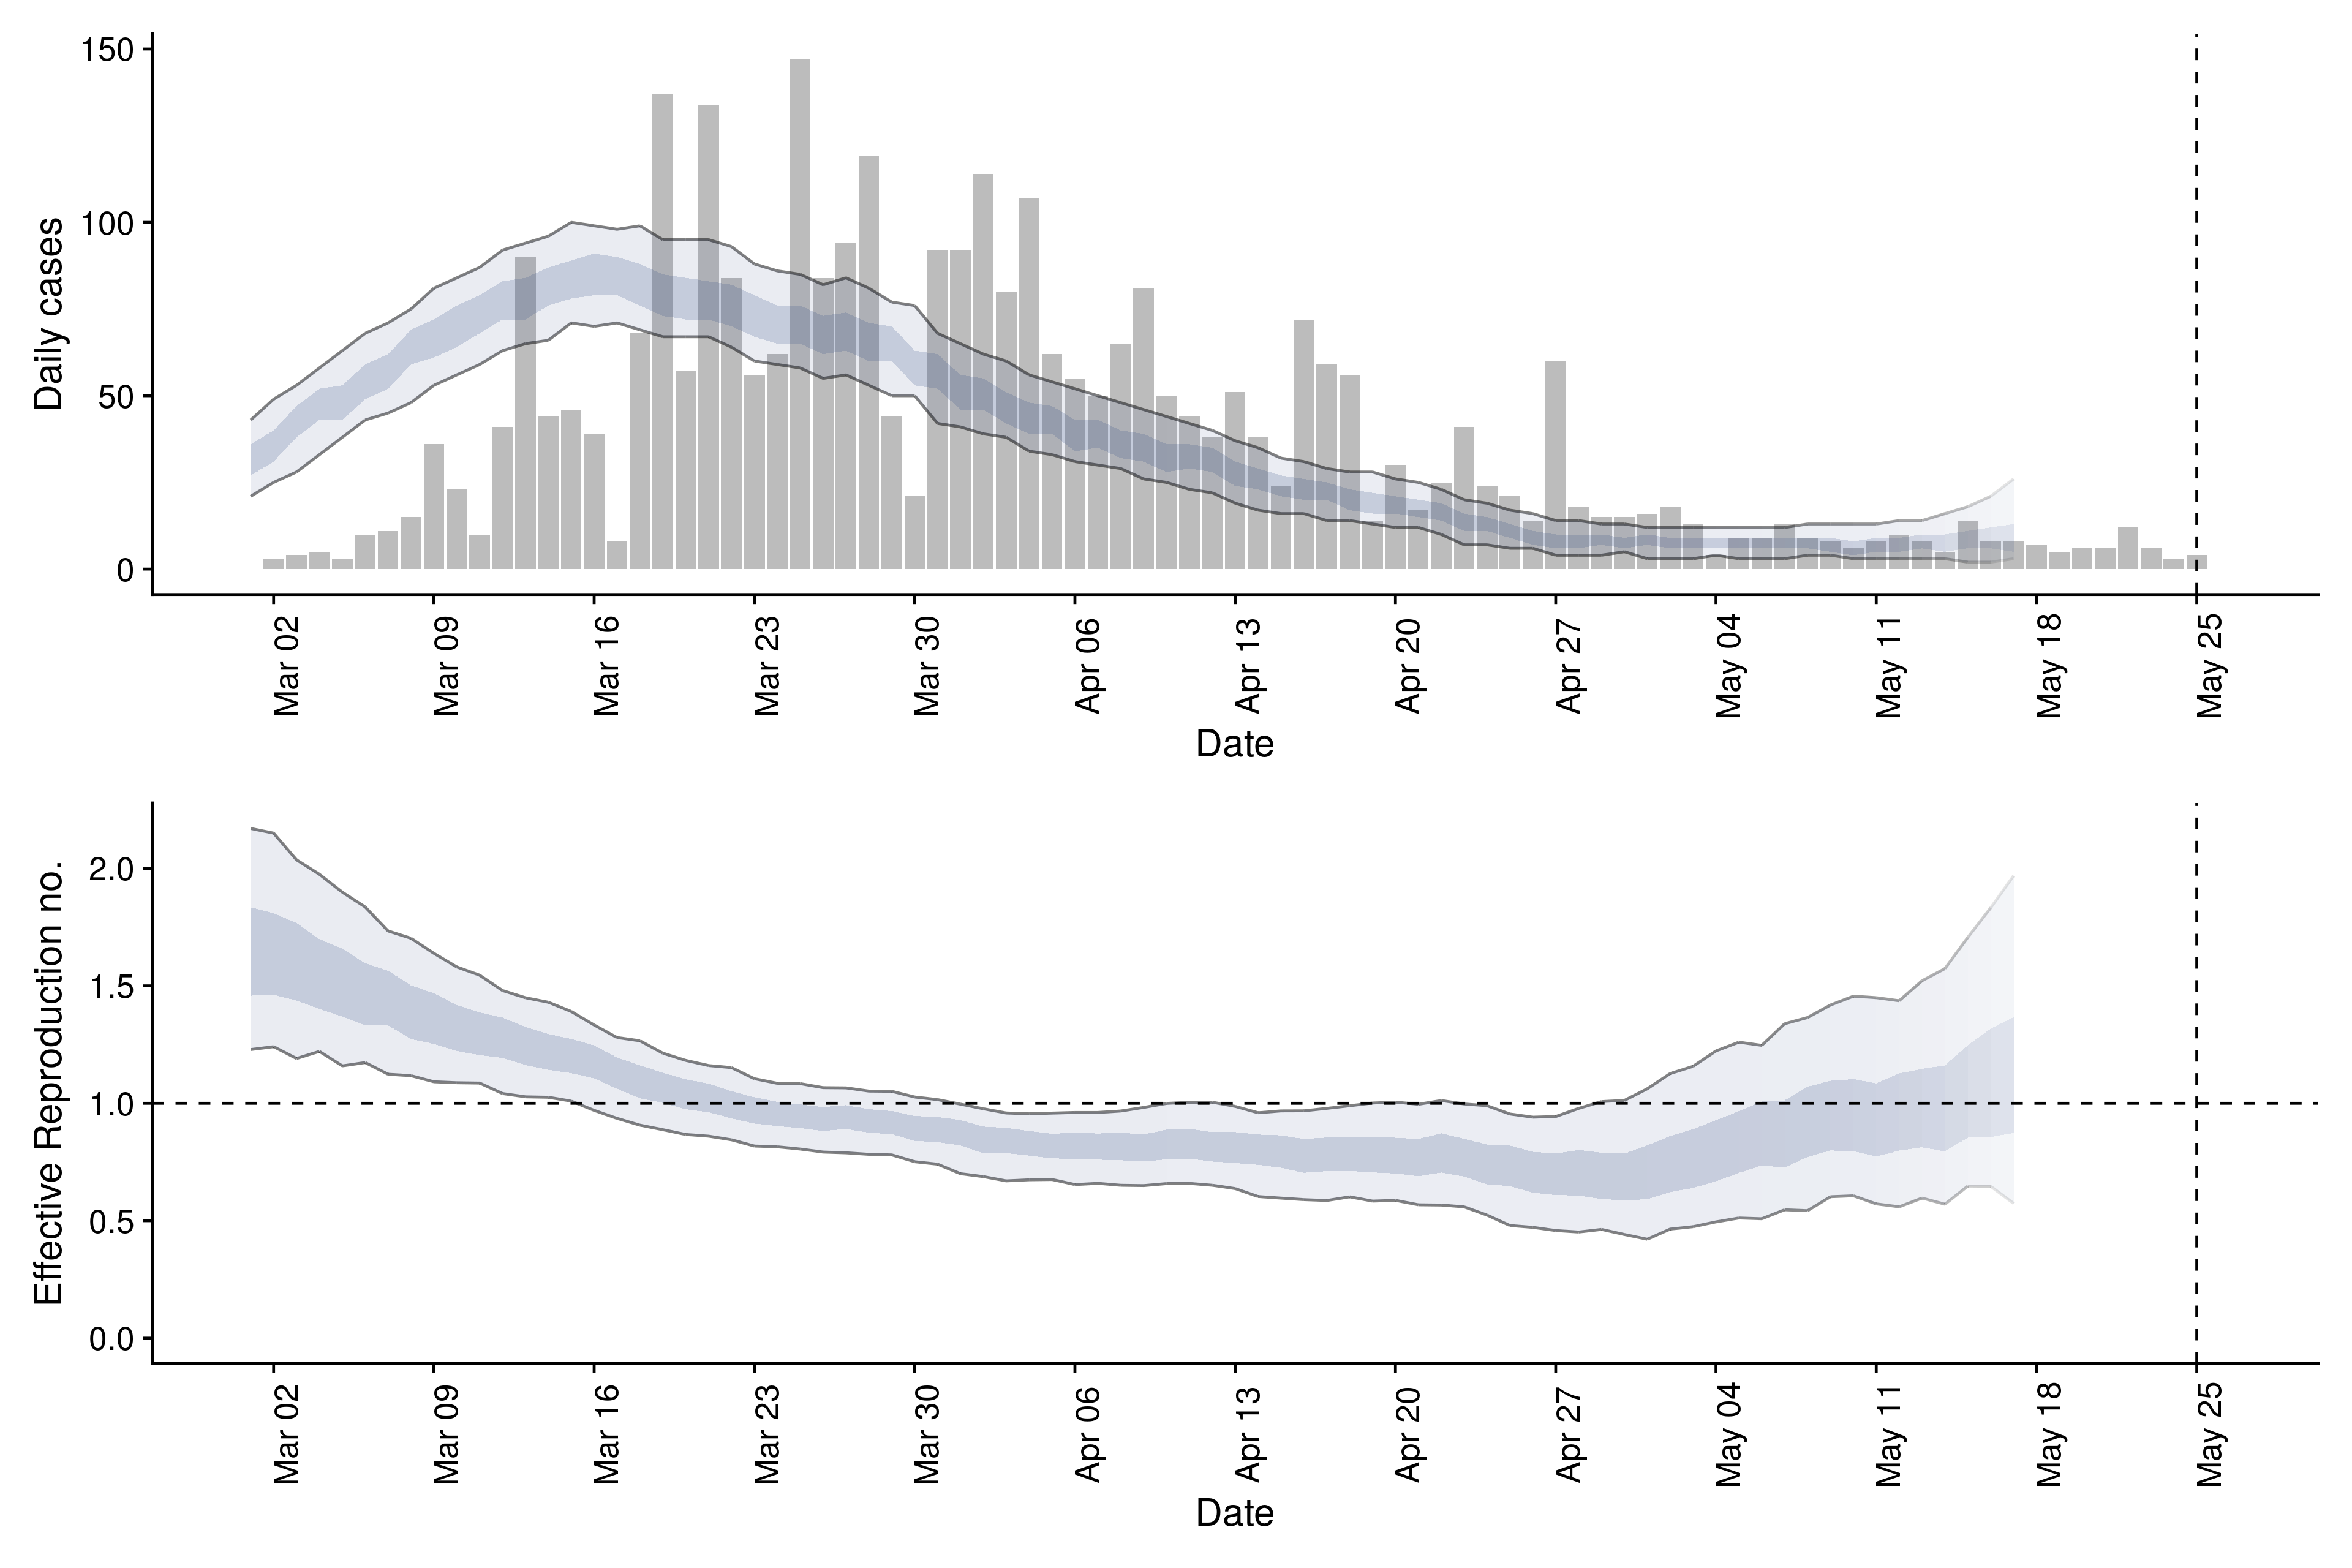 150
100
50
0
Daily cases
Mar 02
Mar 09
Mar 16
Mar 23
Mar 30
Apr 06
Apr 13
Apr 20
Apr 27
May 04
May 11
May 18
May 25
Date
2.0
1.5
1.0
0.5
0.0
Effective Reproduction no.
Mar 02
Mar 09
Mar 16
Mar 23
Mar 30
Apr 06
Apr 13
Apr 20
Apr 27
May 04
May 11
May 18
May 25
Date